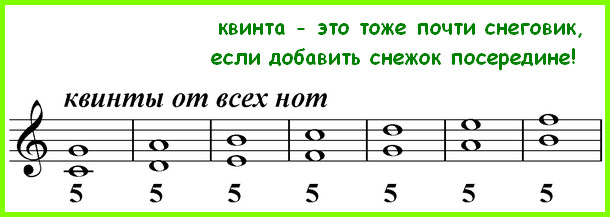 квинта - это тоже почти снеговик,
если добавить снежок посередине!
квинты от всех нот
5 5 5 5 5 5 5